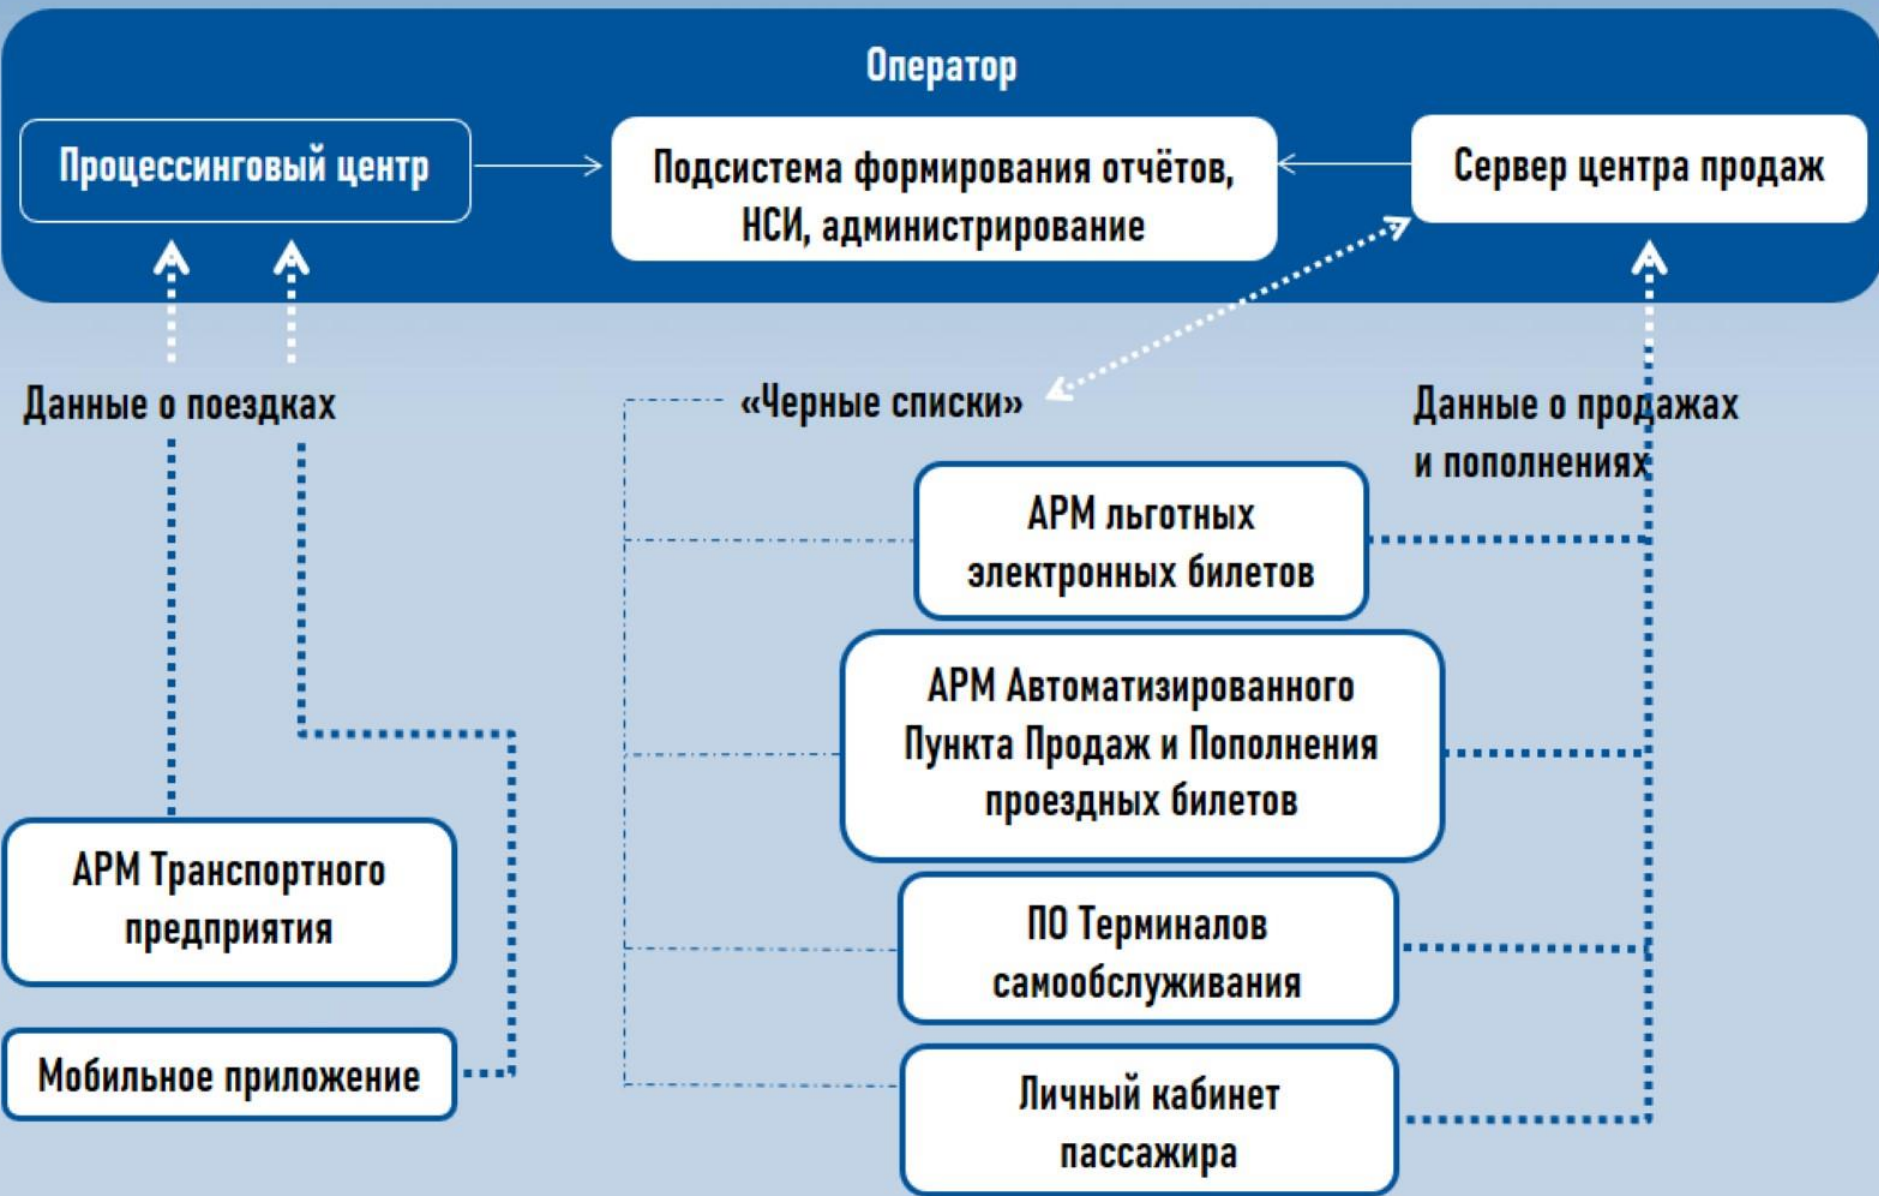 Оператор
Процессинговый центр
Подсистема формирования отчётов,
НСИ, администрирование
Сервер центра продаж
Данные о поездках
«Черные списки»
Данные о продажах
и пополнениях
АРМ льготных
электронных билетов
АРМ Автоматизированного
Пункта Продаж и Пополнения
проездных билетов
АРМ Транспортного
предприятия
ПО Терминалов
самообслуживания
Мобильное приложение
Личный кабинет
пассажира